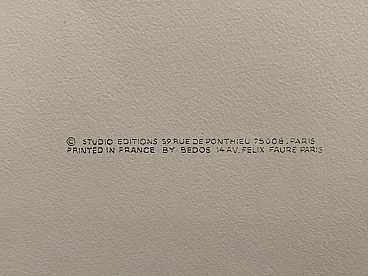 © STUDIO EDITIONS 59 RUE DE PONTHIEU 75008. PARIS
PRINTED IN FRANCE BY BEDOS 14 AV. FELIX FAURE PARIS